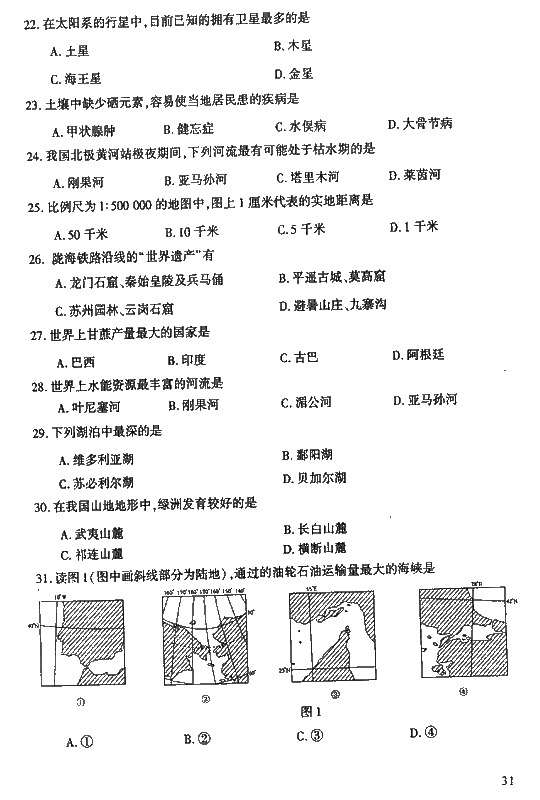 22. 在太阳系的行星中,目前已知的拥有卫星最多的是
A. 土星 B. 木星
C. 海王星 D. 金星
23. 土壤中缺少硒元素,容易使当地居民患的疾病是
A. 甲状腺肿 B. 健忘症 C. 水俣病 D. 大骨节病
24. 我国北极黄河站极夜期间,下列河流最有可能处于枯水期的是
A. 刚果河 B. 亚马孙河 C. 塔里木河 D. 莱茵河
25. 比例尺为1:500 000的地图中,图上1厘米代表的实地距离是
A. 50千米 B. 10千米 C. 5千米 D. 1千米
26. 陇海铁路沿线的“世界遗产”有
A. 龙门石窟、秦始皇陵及兵马俑 B. 平遥古城、莫高窟
C. 苏州园林、云岗石窟 D. 避暑山庄、九寨沟
27. 世界上甘蔗产量最大的国家是
A. 巴西 B. 印度 C. 古巴 D. 阿根廷
28. 世界上水能资源最丰富的河流是
A. 叶尼塞河 B. 刚果河 C. 湄公河 D. 亚马孙河
29. 下列湖泊中最深的是
A. 维多利亚湖 B. 鄱阳湖
C. 苏必利尔湖 D. 贝加尔湖
30. 在我国山地地形中,绿洲发育较好的是
A. 武夷山麓 B. 长白山麓
C. 祁连山麓 D. 横断山麓
31. 读图1(图中画斜线部分为陆地),通过的油轮石油运输量最大的海峡是
① ② ③ ④
图1
A. ① B. ② C. ③ D. ④
31